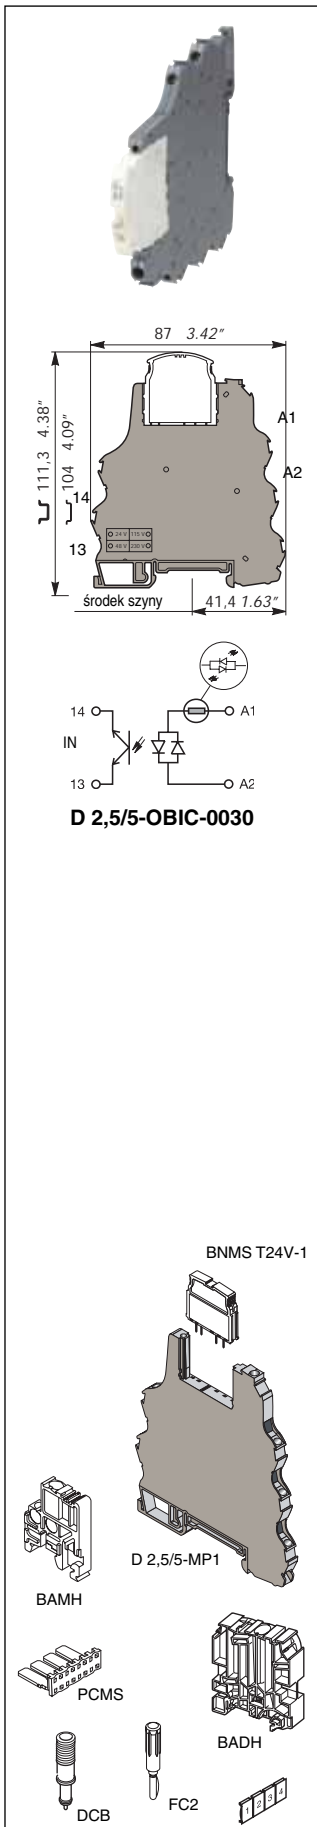 87 3.42"
111,3 4.38"
104 4.09"
A1
A2
14
13
24 V 115 V
48 V 220 V
środek szyny
41,4 1.63"
14
A1
IN
13
A2
D 2,5/5-OBIC-0030
BNMS T24V-1
D 2,5/5-MP1
BAMH
PCMS
BADH
DCB
FC2
1 2 3 4